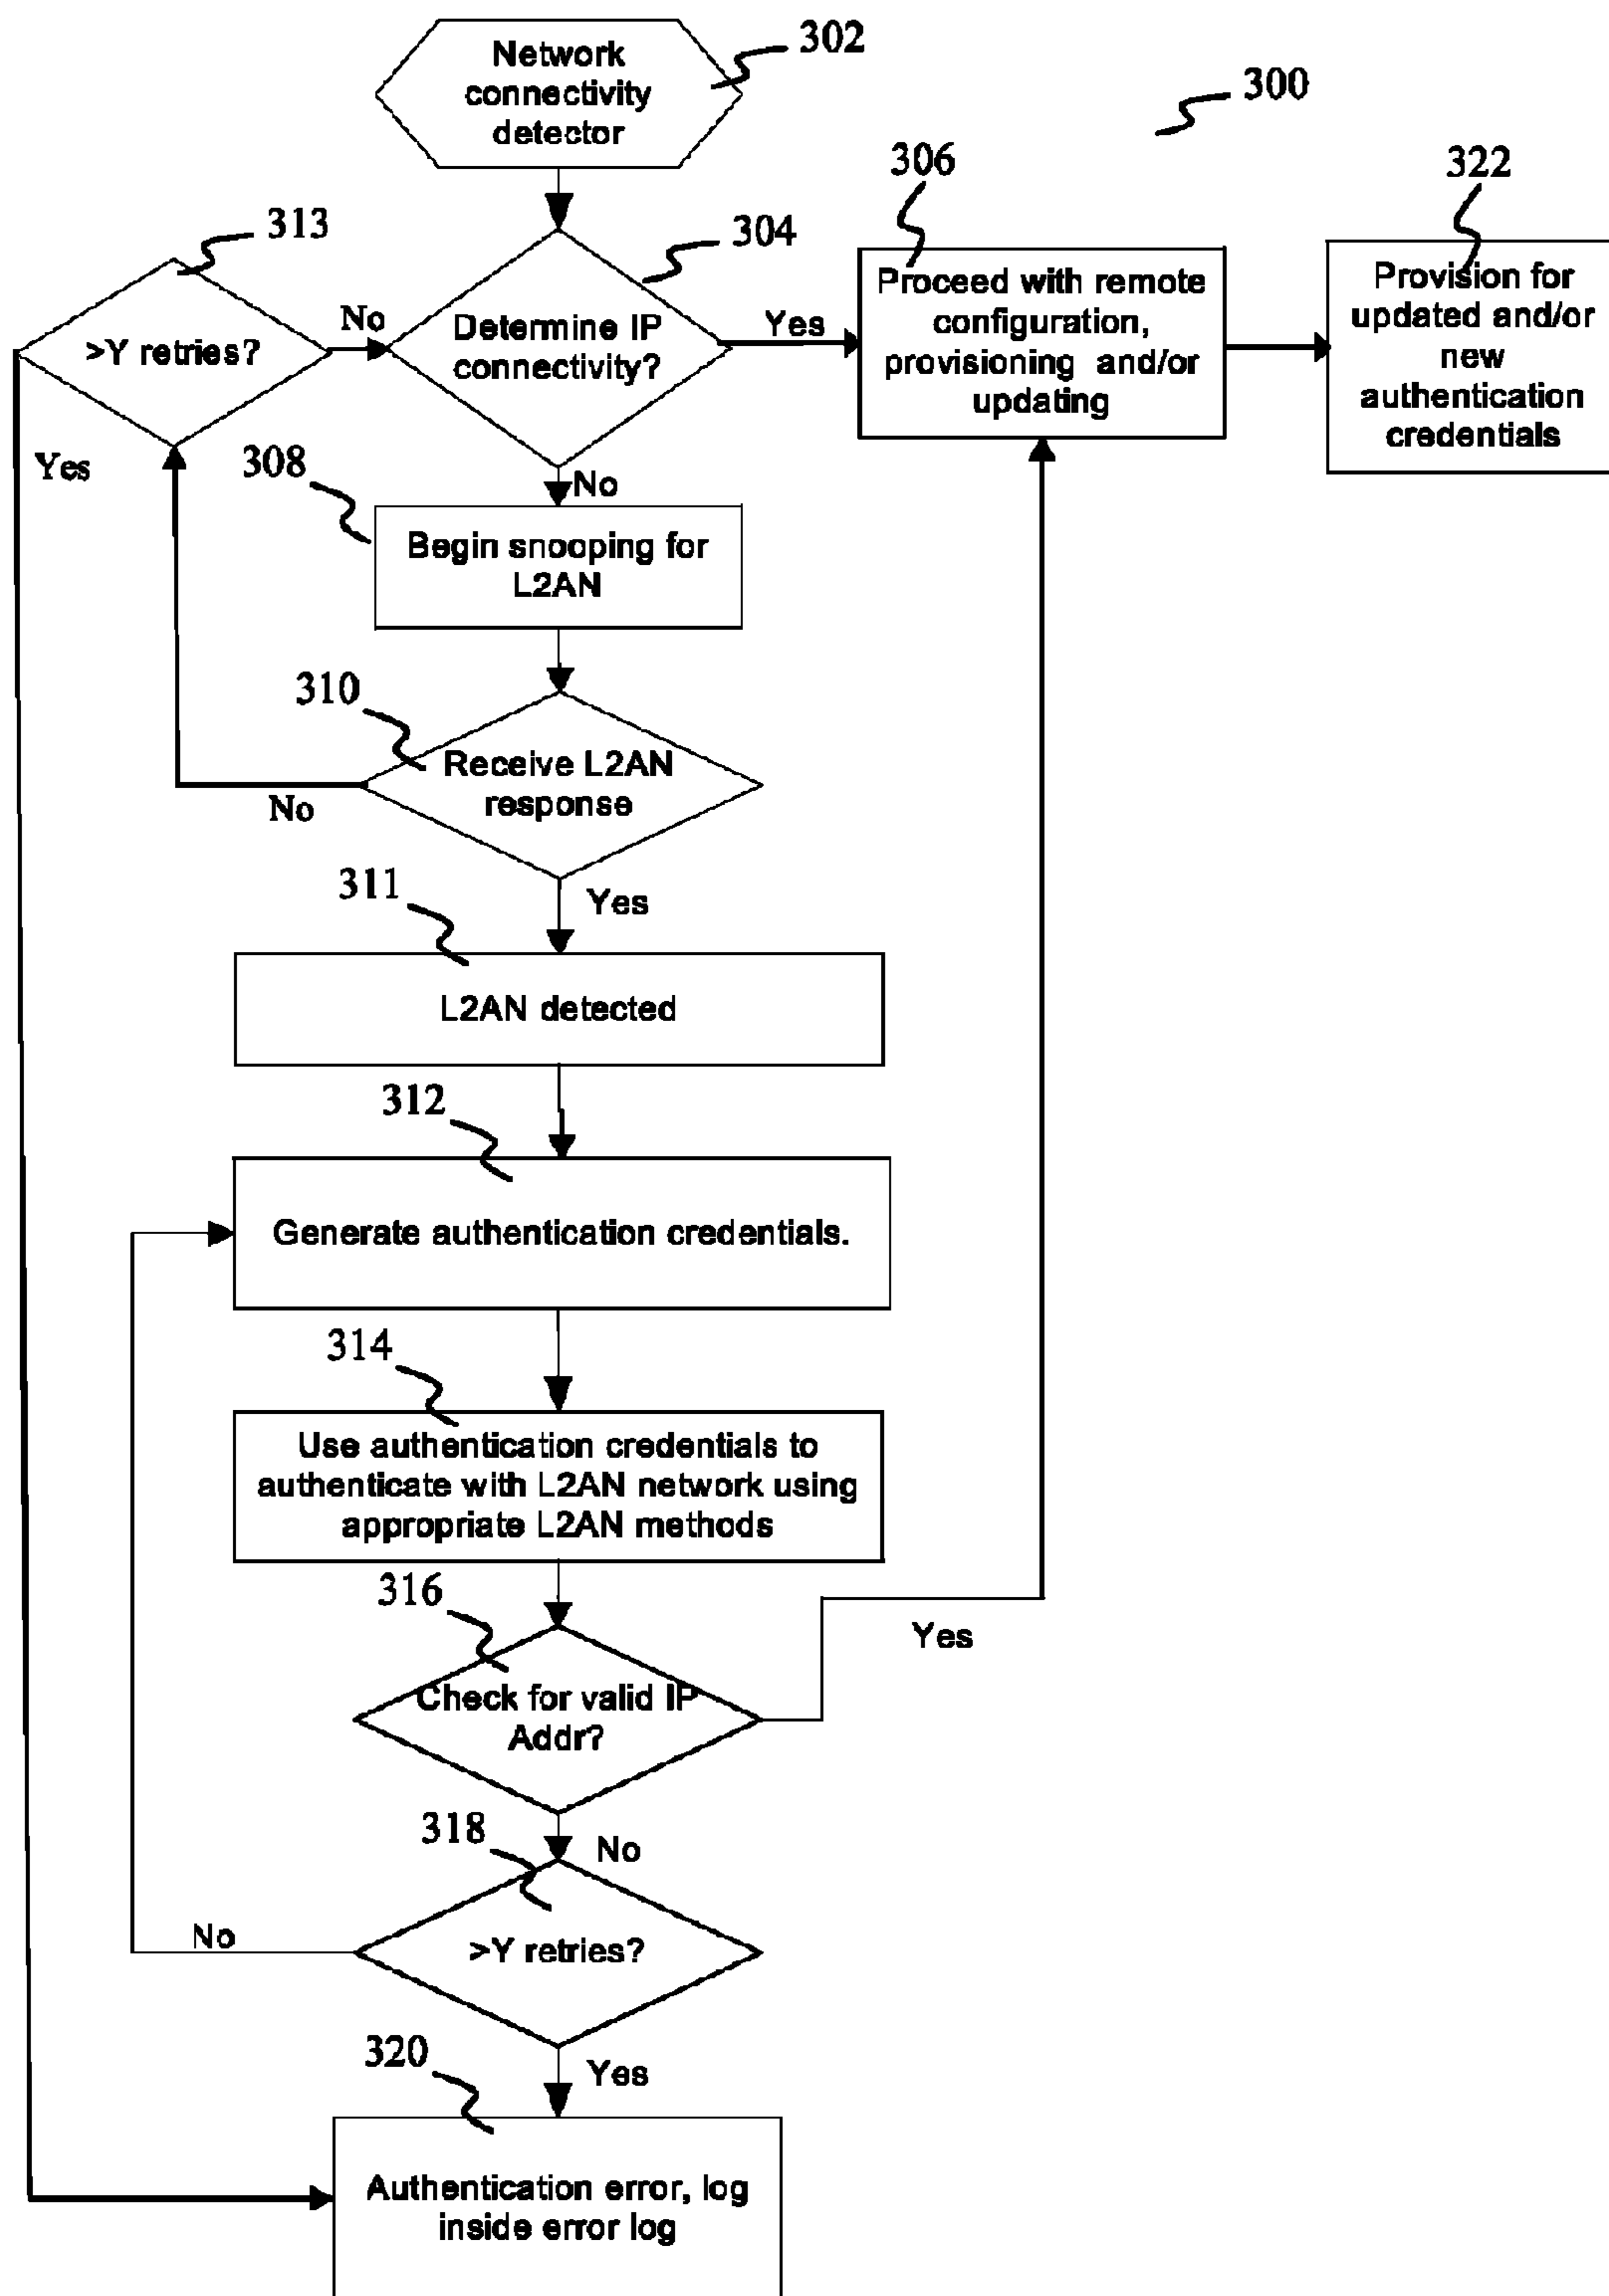 Network
connectivity
detector
302
300
306
322
313
304
>Y retries?
No
Determine IP
connectivity?
Yes
Proceed with remote
configuration,
provisioning and/or
updating
Provision for
updated and/or
new
authentication
credentials
Yes
308
No
Begin snooping for
L2AN
310
Receive L2AN
response
No
311
Yes
L2AN detected
312
Generate authentication credentials.
314
Use authentication credentials to
authenticate with L2AN network using
appropriate L2AN methods
316
Yes
Check for valid IP
Addr?
318
No
No
>Y retries?
320
Yes
Authentication error, log
inside error log